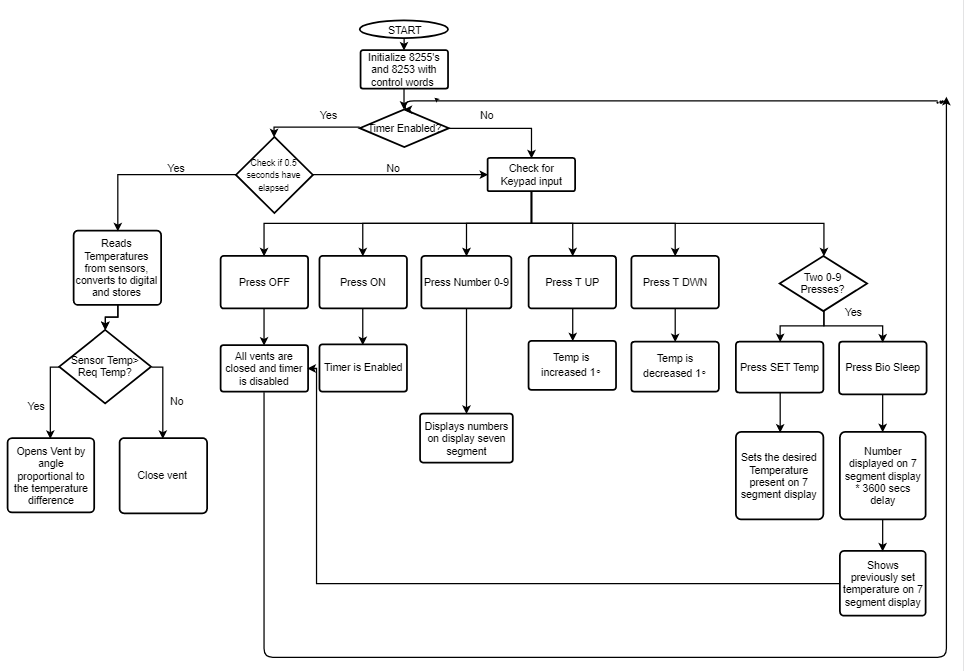 START
Initialize 8255's
and 8253 with
control words
Yes
No
Timer Enabled?
Check if 0.5
seconds have
elapsed
Yes
No
Check for
Keypad input
Reads
Temperatures
from sensors,
converts to digital
and stores
Press OFF
Press ON
Press Number 0-9
Press T UP
Press T DWN
Two 0-9
Presses?
Yes
Sensor Temp>
Req Temp?
Yes
No
All vents are
closed and timer
is disabled
Timer is Enabled
Temp is
increased 1°
Temp is
decreased 1°
Press SET Temp
Press Bio Sleep
Displays numbers
on display seven
segment
Opens Vent by
angle
proportional to
the temperature
difference
Close vent
Sets the desired
Temperature
present on 7
segment display
Number
displayed on 7
segment display
* 3600 secs
delay
Shows
previously set
temperature on 7
segment display